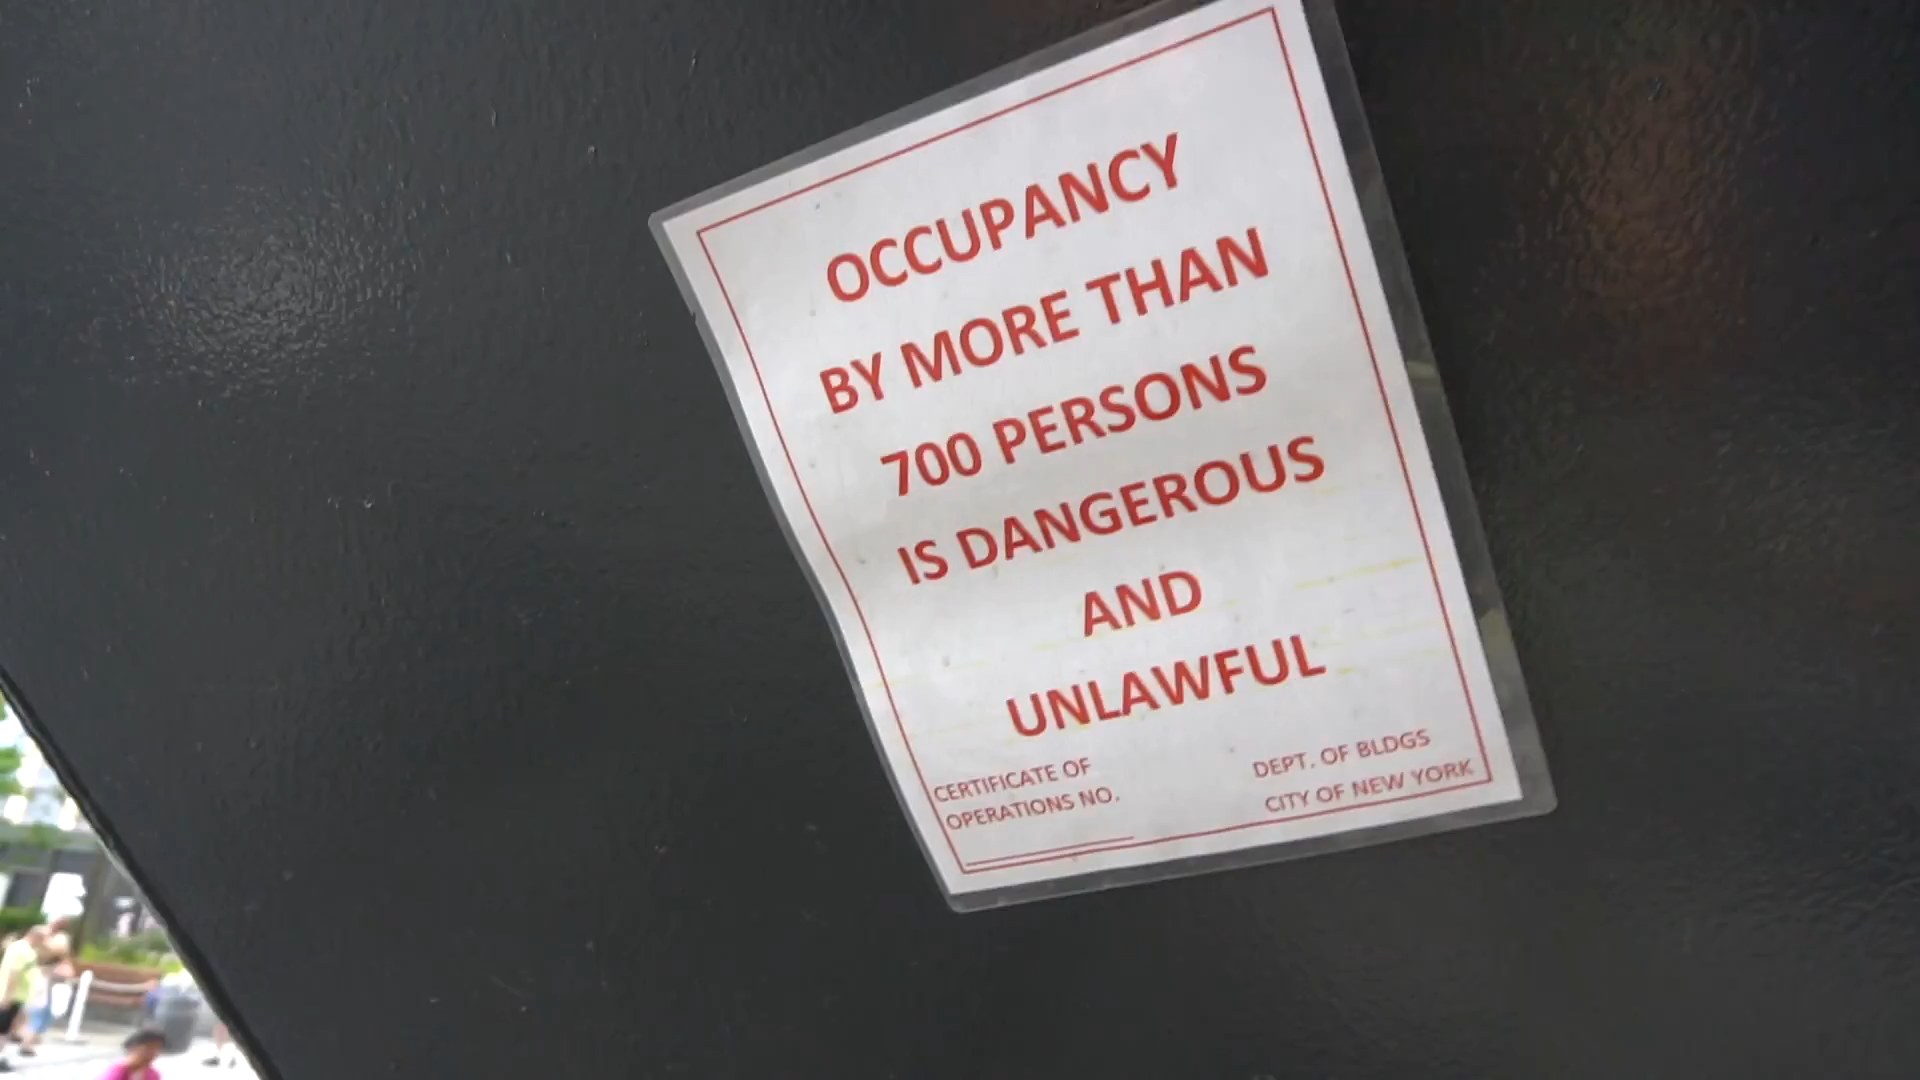 OCCUPANCY
BY MORE THAN
700 PERSONS
IS DANGEROUS
AND
UNLAWFUL
CERTIFICATE OF
OPERATIONS NO.
DEPT. OF BLDGS
CITY OF NEW YORK